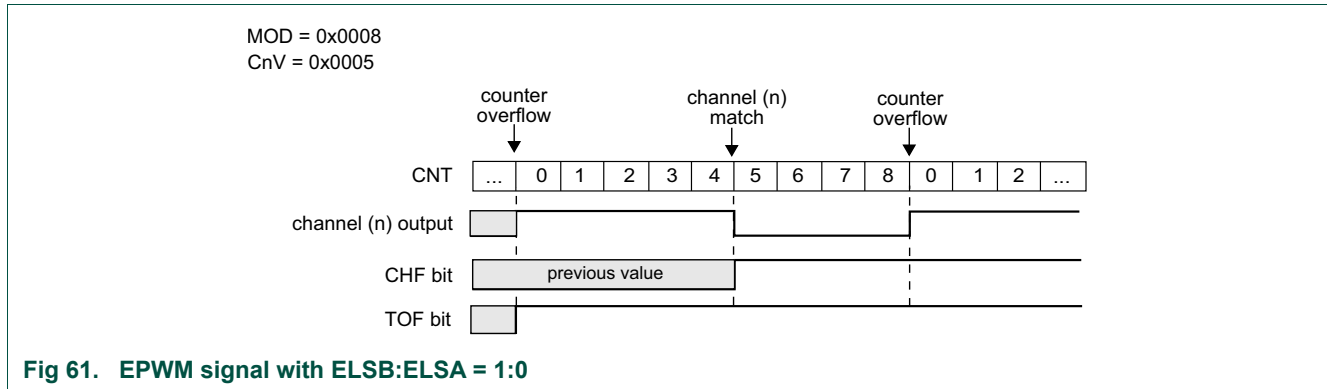 MOD = 0x0008
CnV = 0x0005
counter
overflow
channel (n)
match
counter
overflow
CNT ... 0 1 2 3 4 5 6 7 8 0 1 2 ...
channel (n) output
CHF bit previous value
TOF bit
Fig 61. EPWM signal with ELSB:ELSA = 1:0